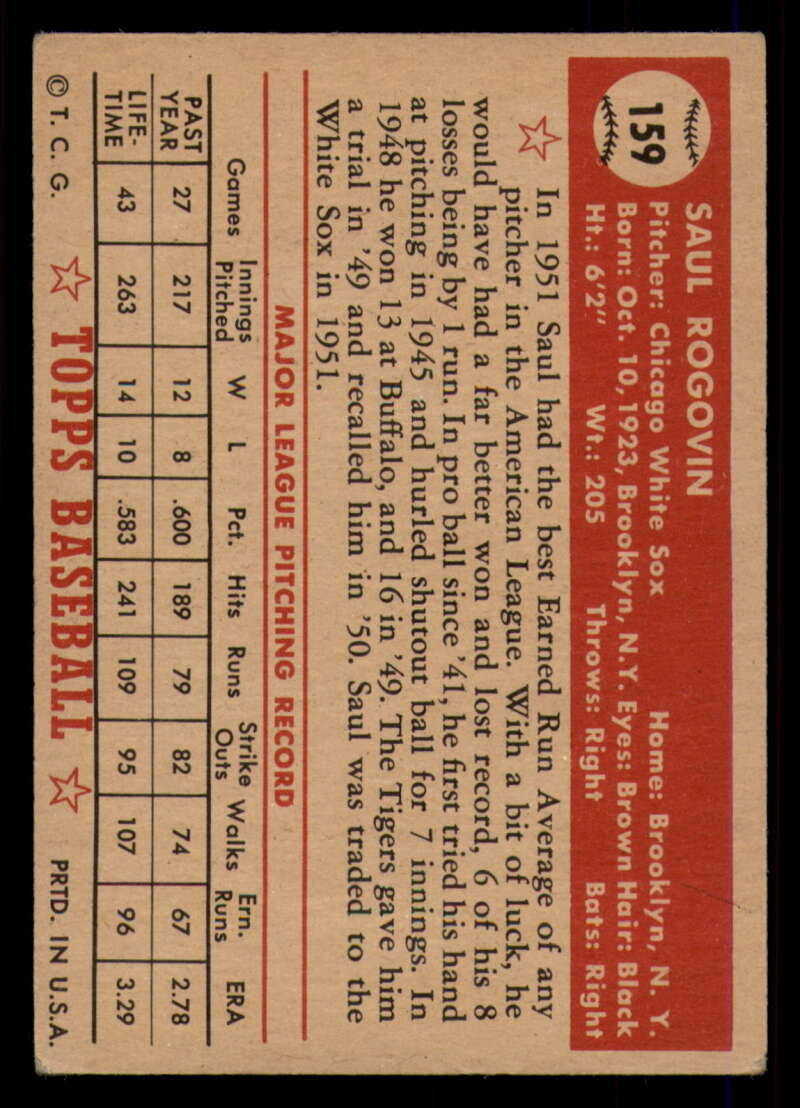 159
SAUL ROGOVIN
Pitcher: Chicago White Sox Home: Brooklyn, N. Y.
Born: Oct. 10, 1923, Brooklyn, N.Y. Eyes: Brown Hair: Black
Ht.: 6'2" Wt.: 205 Throws: Right Bats: Right
In 1951 Saul had the best Earned Run Average of any
pitcher in the American League. With a bit of luck, he
would have had a far better won and lost record, 6 of his 8
losses being by 1 run. In pro ball since '41, he first tried his hand
at pitching in 1945 and hurled shutout ball for 7 innings. In
1948 he won 13 at Buffalo, and 16 in '49. The Tigers gave him
a trial in '49 and recalled him in '50. Saul was traded to the
White Sox in 1951.
MAJOR LEAGUE PITCHING RECORD
Games Innings Pitched W L Pct. Hits Runs Strike Outs Walks Ern. Runs ERA
PAST YEAR 27 217 12 8 .600 189 79 82 74 67 2.78
LIFE-TIME 43 263 14 10 .583 241 109 95 107 96 3.29
© T. C. G. TOPPS BASEBALL PRTD. IN U.S.A.